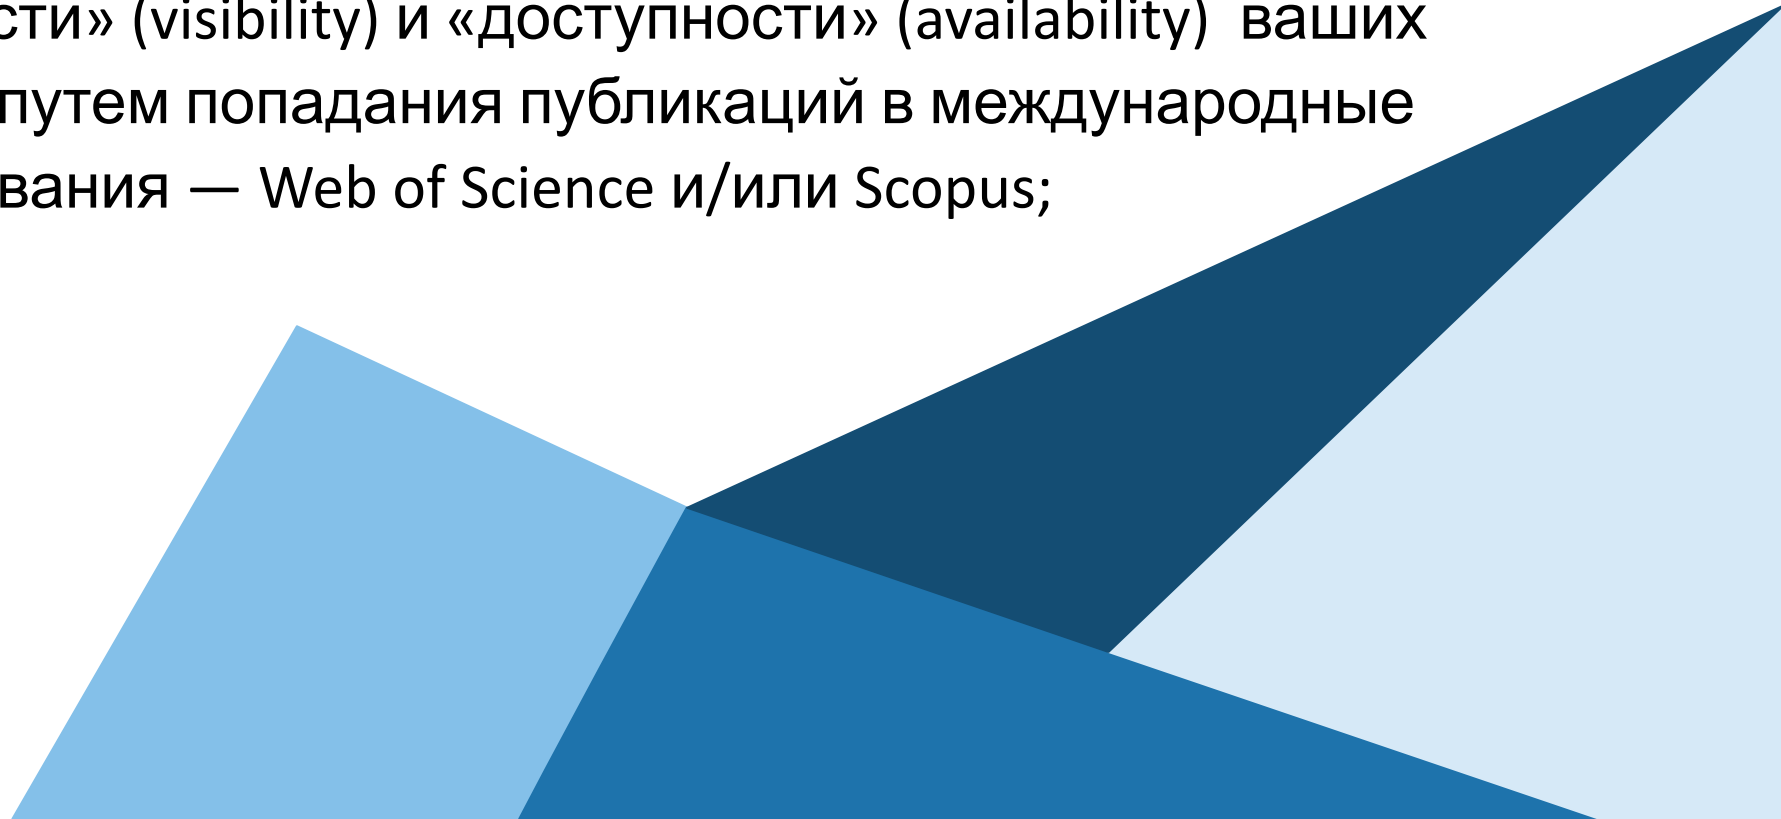 сти» (visibility) и «доступности» (availability) ваших
путем попадания публикаций в международные
вания — Web of Science и/или Scopus;